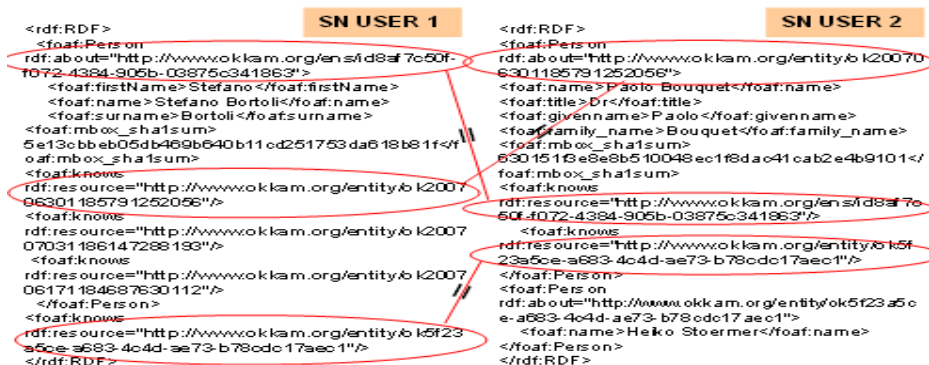 SN USER 1
<rdf:RDF>
<foaf:Person
rdf:about="http://www.okkam.org/ens/id8af7c50f-
f072-4384-905b-03875c341863">
<foaf:firstName>Stefano</foaf:firstName>
<foaf:name>Stefano Bortoli</foaf:name>
<foaf:surname>Bortoli</foaf:surname>
<foaf:mbox_sha1sum>
5e13cbbeb05db469b640b11cd251753da618b81f</f
oaf:mbox_sha1sum>
<foaf:knows
rdf:resource="http://www.okkam.org/entity/ok2007
06301185791252056"/>
<foaf:knows
rdf:resource="http://www.okkam.org/entity/ok2007
07031186147288193"/>
<foaf:knows
rdf:resource="http://www.okkam.org/entity/ok2007
06171184687630112"/>
</foaf:Person>
<foaf:knows
rdf:resource="http://www.okkam.org/entity/ok5f23
a5ce-a683-4c4d-ae73-b78cdc17aec1"/>
</rdf:RDF>
SN USER 2
<rdf:RDF>
<foaf:Person
rdf:about="http://www.okkam.org/entity/ok20070
6301185791252056">
<foaf:name>Paolo Bouquet</foaf:name>
<foaf:title>Dr</foaf:title>
<foaf:givenname>Paolo</foaf:givenname>
<foaf:family_name>Bouquet</foaf:family_name>
<foaf:mbox_sha1sum>
630151f3e8e8b510048ec1f8dac41cab2e4b9101</
foaf:mbox_sha1sum>
<foaf:knows
rdf:resource="http://www.okkam.org/ens/id8af7c
50f-f072-4384-905b-03875c341863"/>
<foaf:knows
rdf:resource="http://www.okkam.org/entity/ok5f
23a5ce-a683-4c4d-ae73-b78cdc17aec1"/>
</foaf:Person>
<foaf:Person
rdf:about="http://www.okkam.org/entity/ok5f23a5c
e-a683-4c4d-ae73-b78cdc17aec1">
<foaf:name>Heiko Stoermer</foaf:name>
</foaf:Person>
</rdf:RDF>